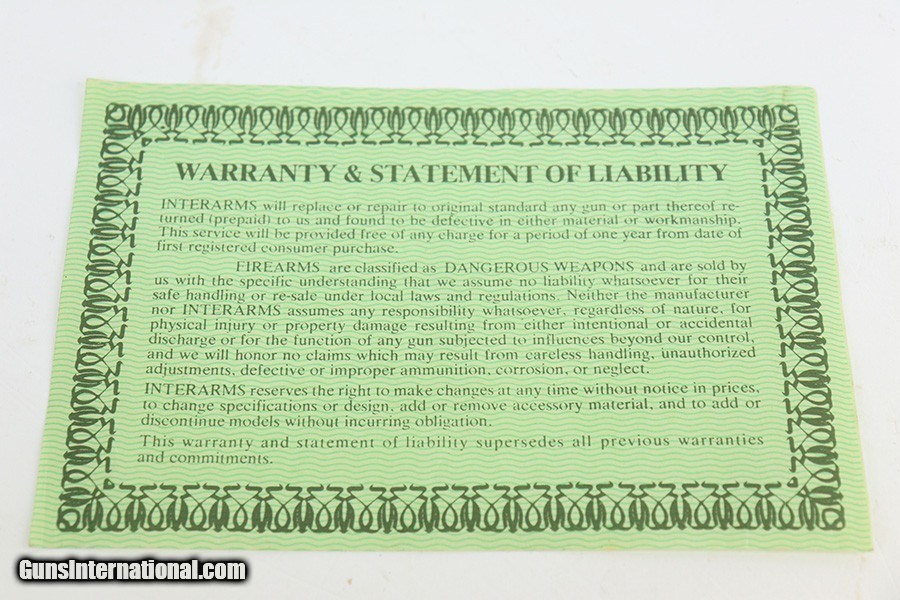 WARRANTY & STATEMENT OF LIABILITY
INTERARMS will replace or repair to original standard any gun or part thereof re-
turned (prepaid) to us and found to be defective in either material or workmanship.
This service will be provided free of any charge for a period of one year from date of
first registered consumer purchase.
FIREARMS are classified as DANGEROUS WEAPONS and are sold by
us with the specific understanding that we assume no liability whatsoever for their
safe handling or re-sale under local laws and regulations. Neither the manufacturer
nor INTERARMS assumes any responsibility whatsoever, regardless of nature, for
physical injury or property damage resulting from either intentional or accidental
discharge or for the function of any gun subjected to influences beyond our control,
and we will honor no claims which may result from careless handling, unauthorized
adjustments, defective or improper ammunition, corrosion, or neglect.
INTERARMS reserves the right to make changes at any time without notice in prices,
to change specifications or design, add or remove accessory material, and to add or
discontinue models without incurring obligation.
This warranty and statement of liability supersedes all previous warranties
and commitments.
GunsInternational.com